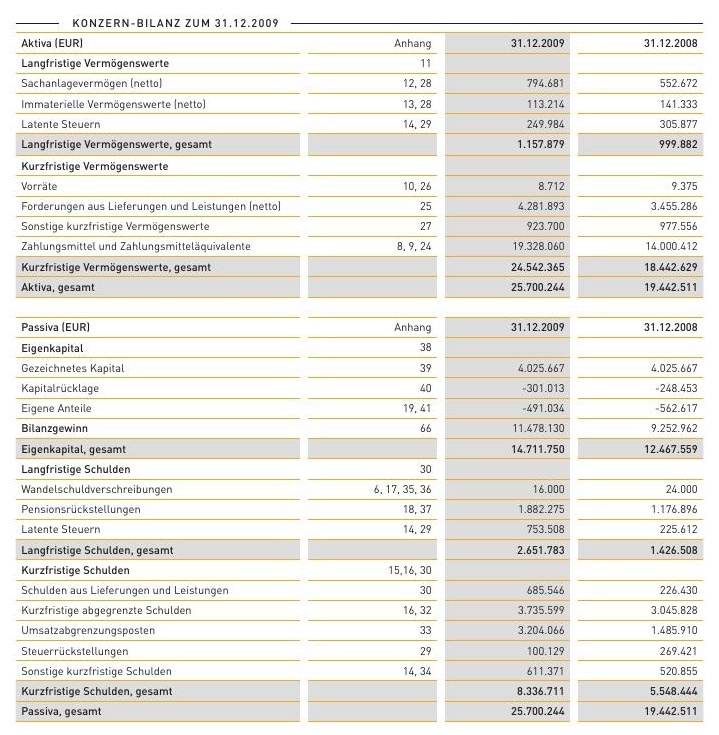 KONZERN-BILANZ ZUM 31.12.2009
Aktiva (EUR) Anhang 31.12.2009 31.12.2008
Langfristige Vermögenswerte 11
Sachanlagevermögen (netto) 12, 28 794.681 552.672
Immaterielle Vermögenswerte (netto) 13, 28 113.214 141.333
Latente Steuern 14, 29 249.984 305.877
Langfristige Vermögenswerte, gesamt 1.157.879 999.882
Kurzfristige Vermögenswerte
Vorräte 10, 26 8.712 9.375
Forderungen aus Lieferungen und Leistungen (netto) 25 4.281.893 3.455.286
Sonstige kurzfristige Vermögenswerte 27 923.700 977.556
Zahlungsmittel und Zahlungsmitteläquivalente 8, 9, 24 19.328.060 14.000.412
Kurzfristige Vermögenswerte, gesamt 24.542.365 18.442.629
Aktiva, gesamt 25.700.244 19.442.511
Passiva (EUR) Anhang 31.12.2009 31.12.2008
Eigenkapital 38
Gezeichnetes Kapital 39 4.025.667 4.025.667
Kapitalrücklage 40 -301.013 -248.453
Eigene Anteile 19, 41 -491.034 -562.617
Bilanzgewinn 66 11.478.130 9.252.962
Eigenkapital, gesamt 14.711.750 12.467.559
Langfristige Schulden 30
Wandelschuldverschreibungen 6, 17, 35, 36 16.000 24.000
Pensionsrückstellungen 18, 37 1.882.275 1.176.896
Latente Steuern 14, 29 753.508 225.612
Langfristige Schulden, gesamt 2.651.783 1.426.508
Kurzfristige Schulden 15,16, 30
Schulden aus Lieferungen und Leistungen 30 685.546 226.430
Kurzfristige abgegrenzte Schulden 16, 32 3.735.599 3.045.828
Umsatzabgrenzungsposten 33 3.204.066 1.485.910
Steuerrückstellungen 29 100.129 269.421
Sonstige kurzfristige Schulden 14, 34 611.371 520.855
Kurzfristige Schulden, gesamt 8.336.711 5.548.444
Passiva, gesamt 25.700.244 19.442.511